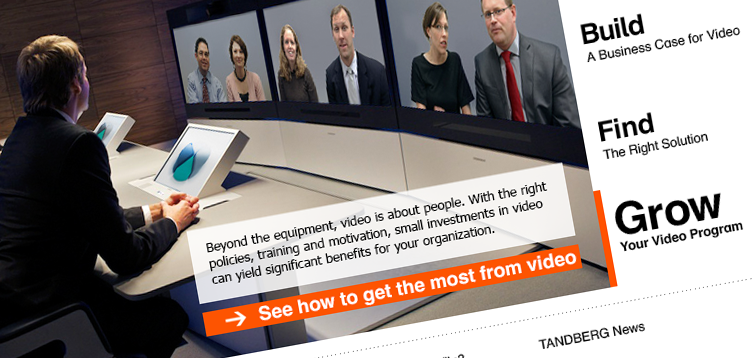 Build
A Business Case for Video
Find
The Right Solution
Grow
Your Video Program
Beyond the equipment, video is about people. With the right
policies, training and motivation, small investments in video
can yield significant benefits for your organization.
→ See how to get the most from video
TANDBERG News